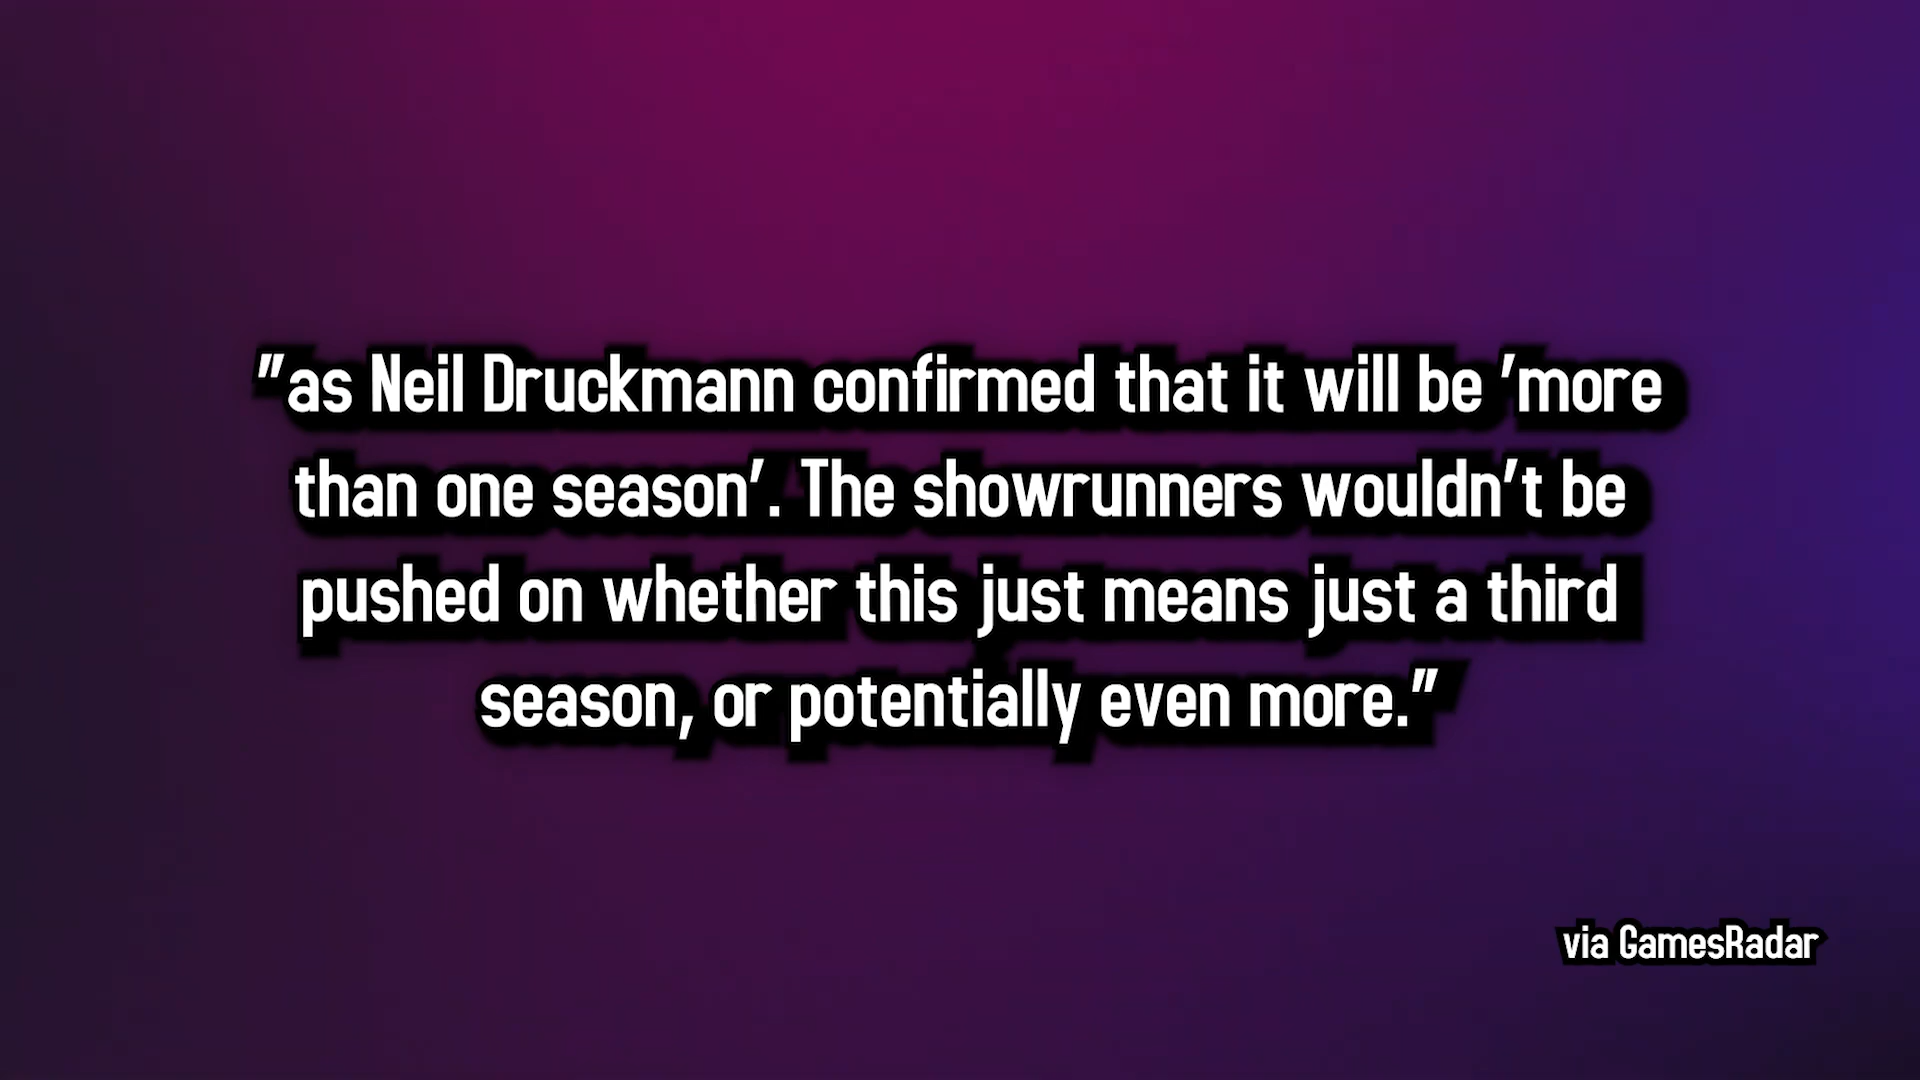 "as Neil Druckmann confirmed that it will be 'more
than one season'. The showrunners wouldn't be
pushed on whether this just means just a third
season, or potentially even more."
via GamesRadar